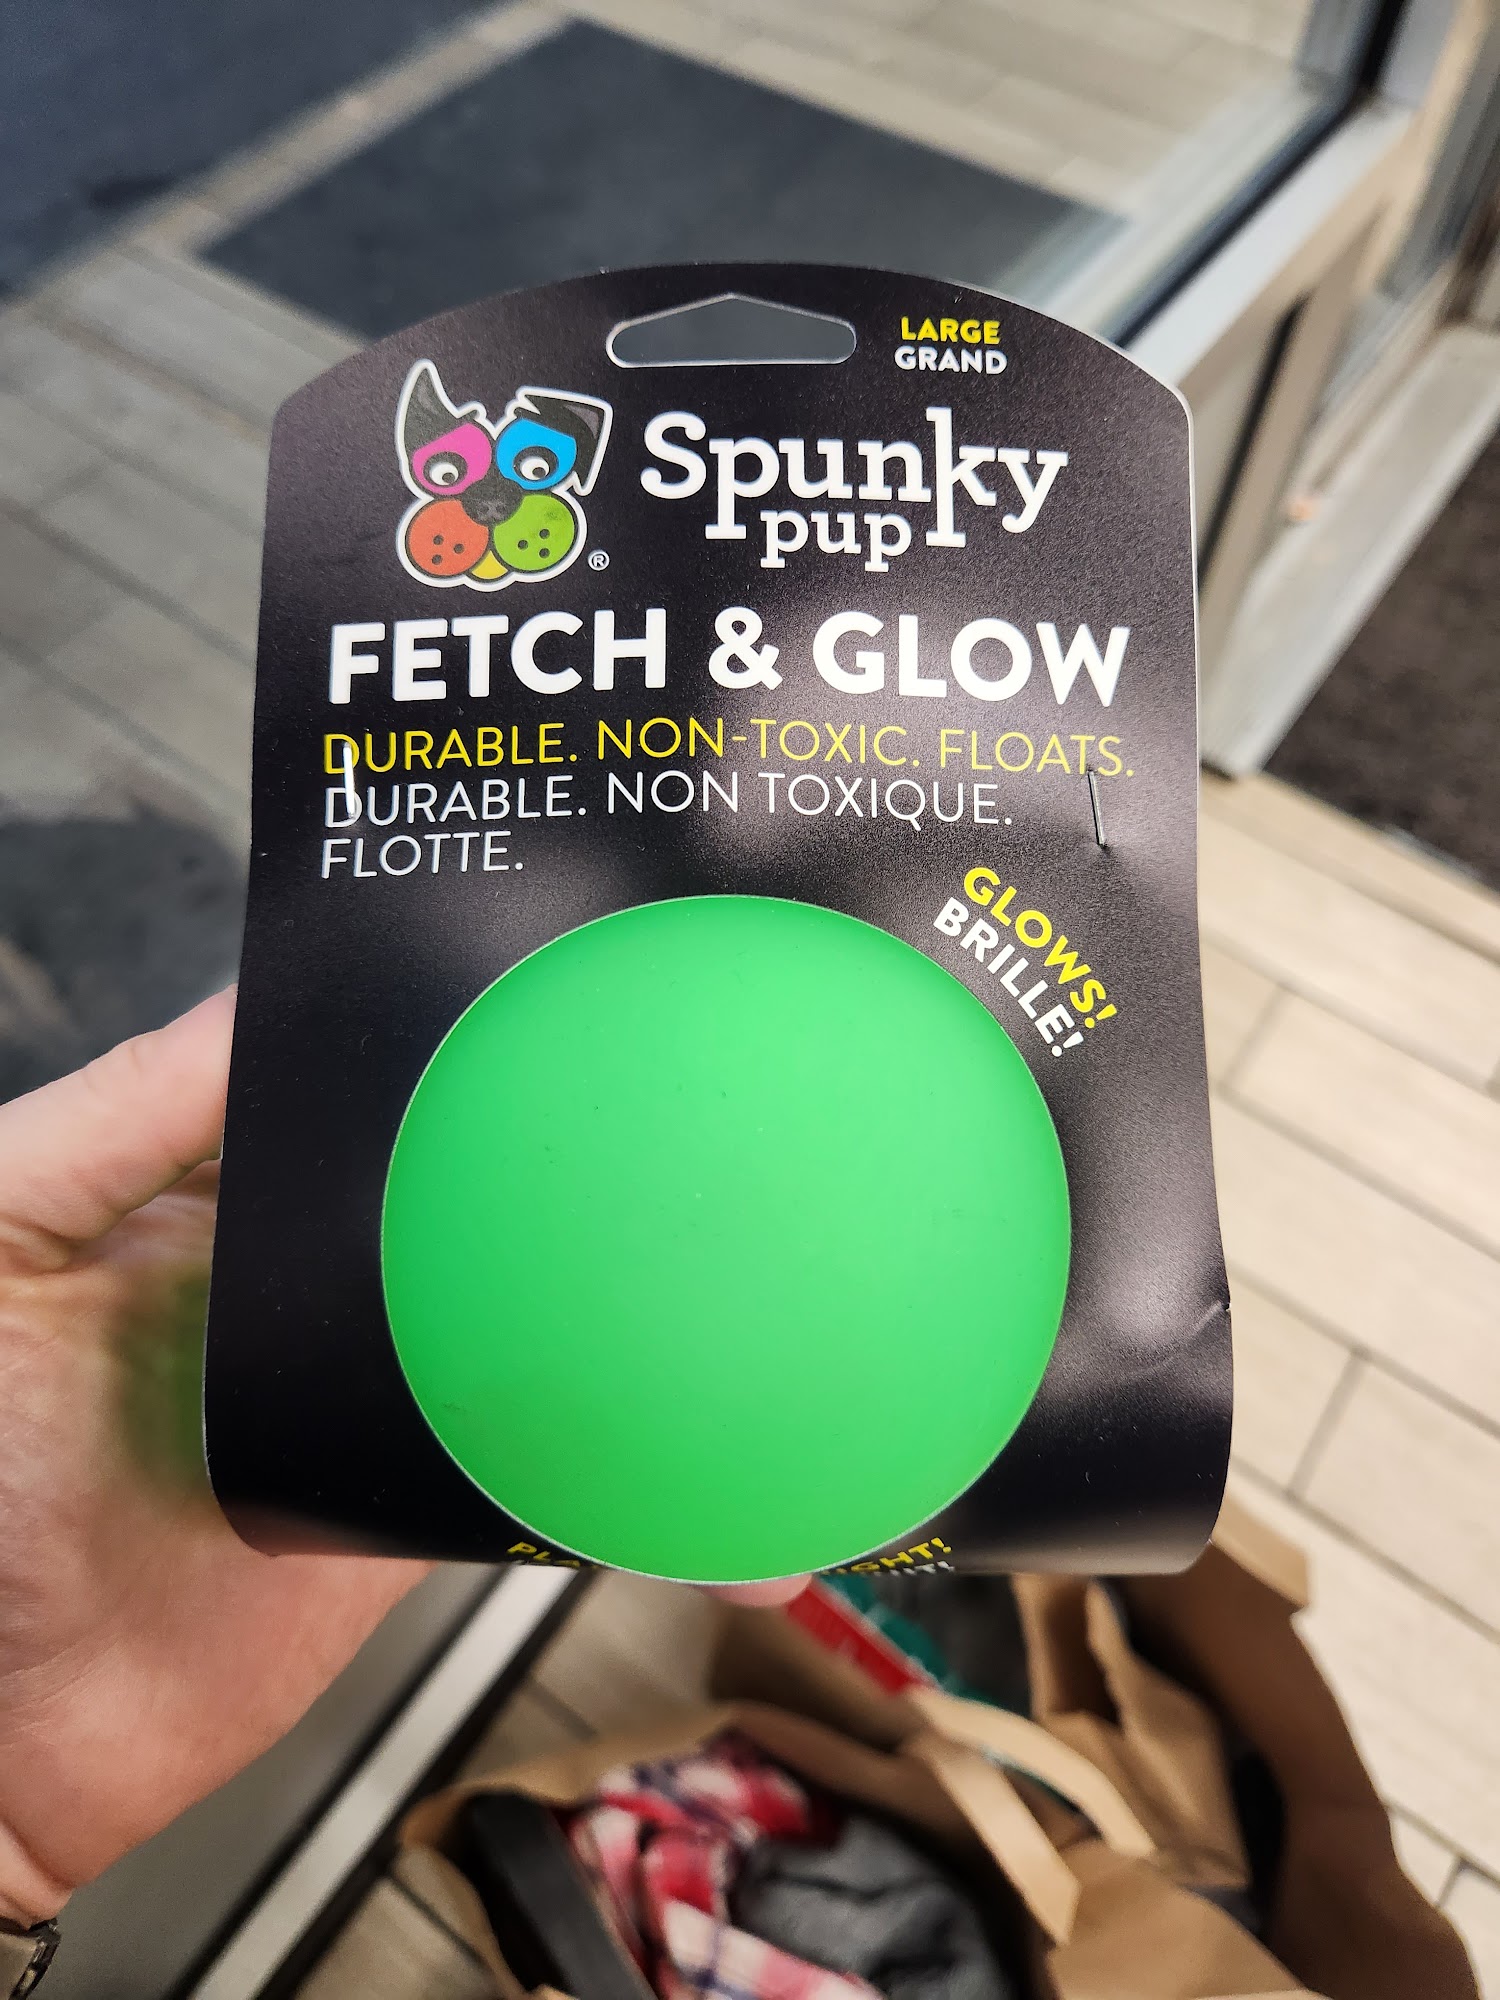 LARGE
GRAND
Spunky
pup
®
FETCH & GLOW
DURABLE. NON-TOXIC. FLOATS.
DURABLE. NON TOXIQUE.
FLOTTE.
GLOWS!
BRILLE!